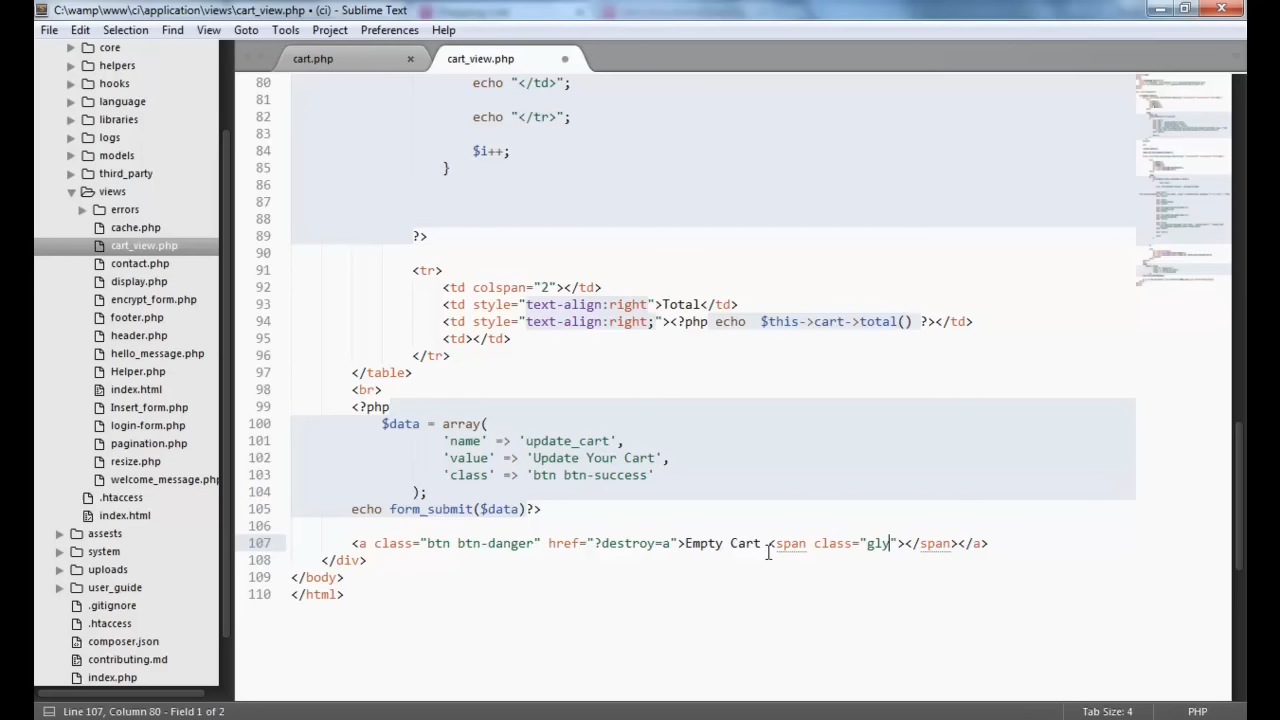 C:\wamp\www\ci\application\views\cart_view.php • (ci) - Sublime Text
File Edit Selection Find View Goto Tools Project Preferences Help
core
helpers
hooks
language
libraries
logs
models
third_party
views
errors
cache.php
cart_view.php
contact.php
display.php
encrypt_form.php
footer.php
header.php
hello_message.php
Helper.php
index.html
Insert_form.php
login-form.php
pagination.php
resize.php
welcome_message.php
.htaccess
index.html
assests
system
uploads
user_guide
.gitignore
.htaccess
composer.json
contributing.md
index.php
cart.php × cart_view.php
80 echo "</td>";
81
82 echo "</tr>";
83
84 $i++;
85 }
86
87
88
89 ?>
90
91 <tr>
92 <td colspan="2"></td>
93 <td style="text-align:right">Total</td>
94 <td style="text-align:right;"><?php echo $this->cart->total() ?></td>
95 <td></td>
96 </tr>
97 </table>
98 <br>
99 <?php
100 $data = array(
101 'name' => 'update_cart',
102 'value' => 'Update Your Cart',
103 'class' => 'btn btn-success'
104 );
105 echo form_submit($data)?>
106
107 <a class="btn btn-danger" href="?destroy=a">Empty Cart <span class="gly"></span></a>
108 </div>
109 </body>
110 </html>
Line 107, Column 80 - Field 1 of 2 Tab Size: 4 PHP